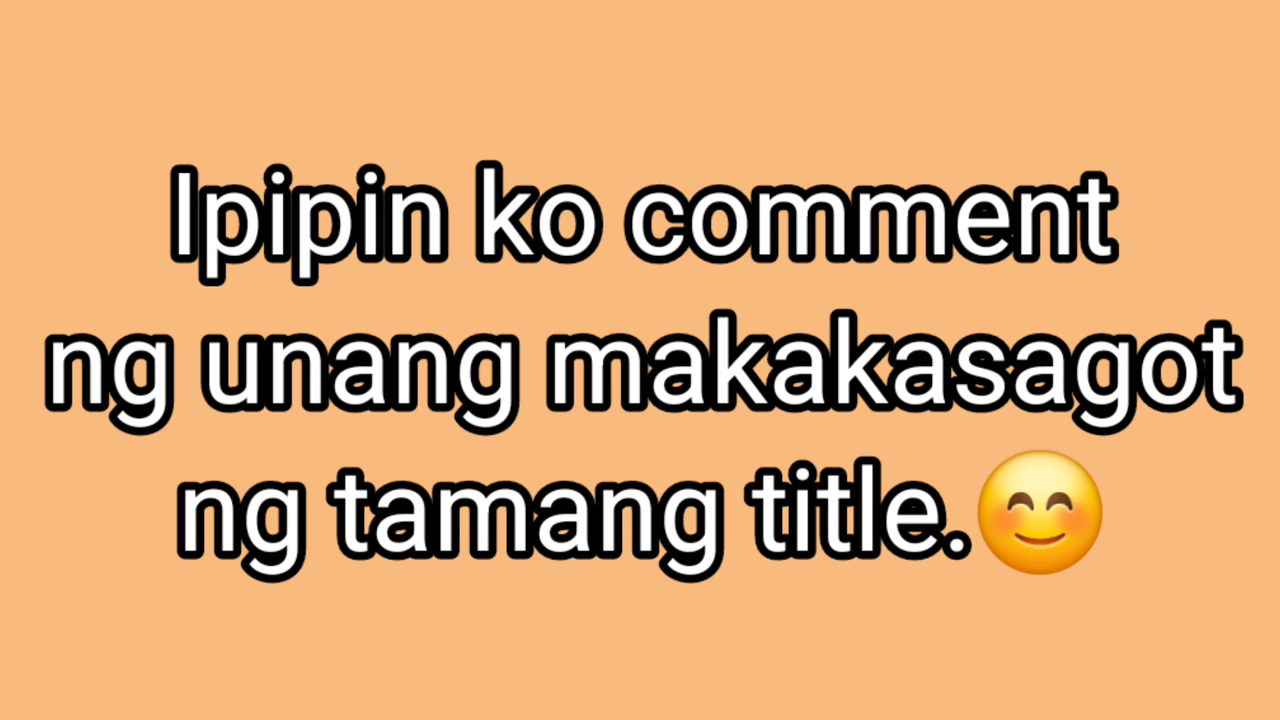 Ipipin ko comment
ng unang makakasagot
ng tamang title.😊